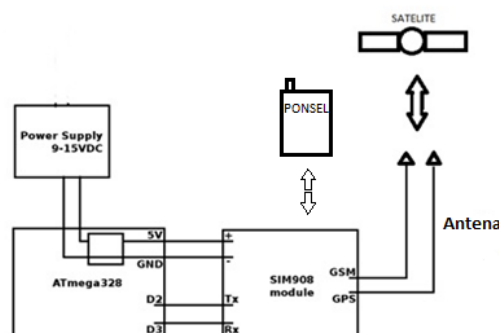 SATELITE
PONSEL
Power Supply
9-15VDC
Antena
5V
+
GND
-
ATmega328
SIM908
module
GSM
GPS
D2
Tx
D3
Rx